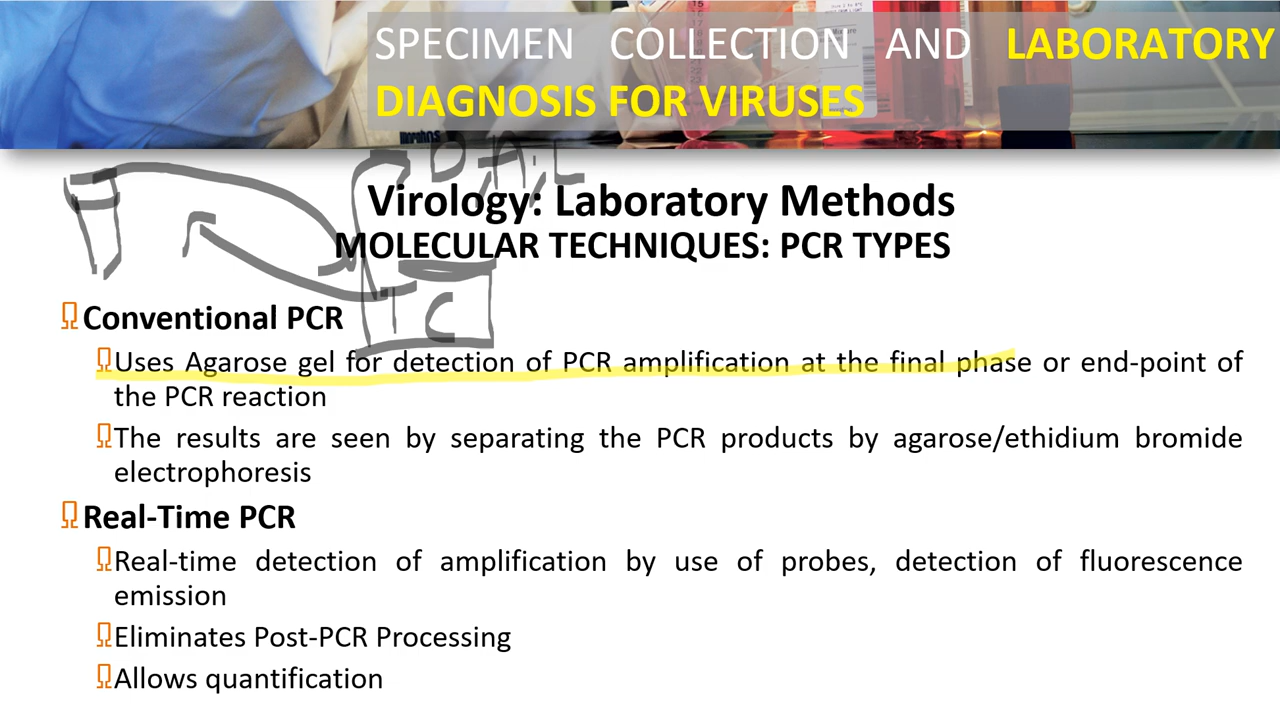 SPECIMEN COLLECTION AND LABORATORY
DIAGNOSIS FOR VIRUSES
D, A, L
Virology: Laboratory Methods
MOLECULAR TECHNIQUES: PCR TYPES
TC
Conventional PCR
Uses Agarose gel for detection of PCR amplification at the final phase or end-point of
the PCR reaction
The results are seen by separating the PCR products by agarose/ethidium bromide
electrophoresis
Real-Time PCR
Real-time detection of amplification by use of probes, detection of fluorescence
emission
Eliminates Post-PCR Processing
Allows quantification